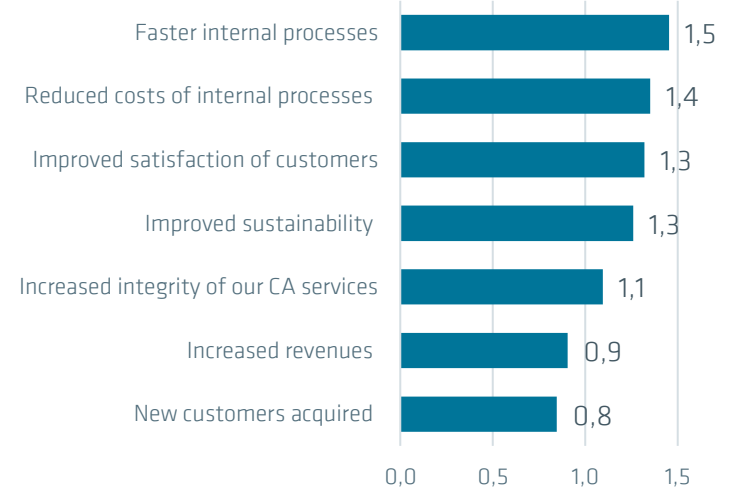 Faster internal processes 1,5
Reduced costs of internal processes 1,4
Improved satisfaction of customers 1,3
Improved sustainability 1,3
Increased integrity of our CA services 1,1
Increased revenues 0,9
New customers acquired 0,8
0,0 0,5 1,0 1,5